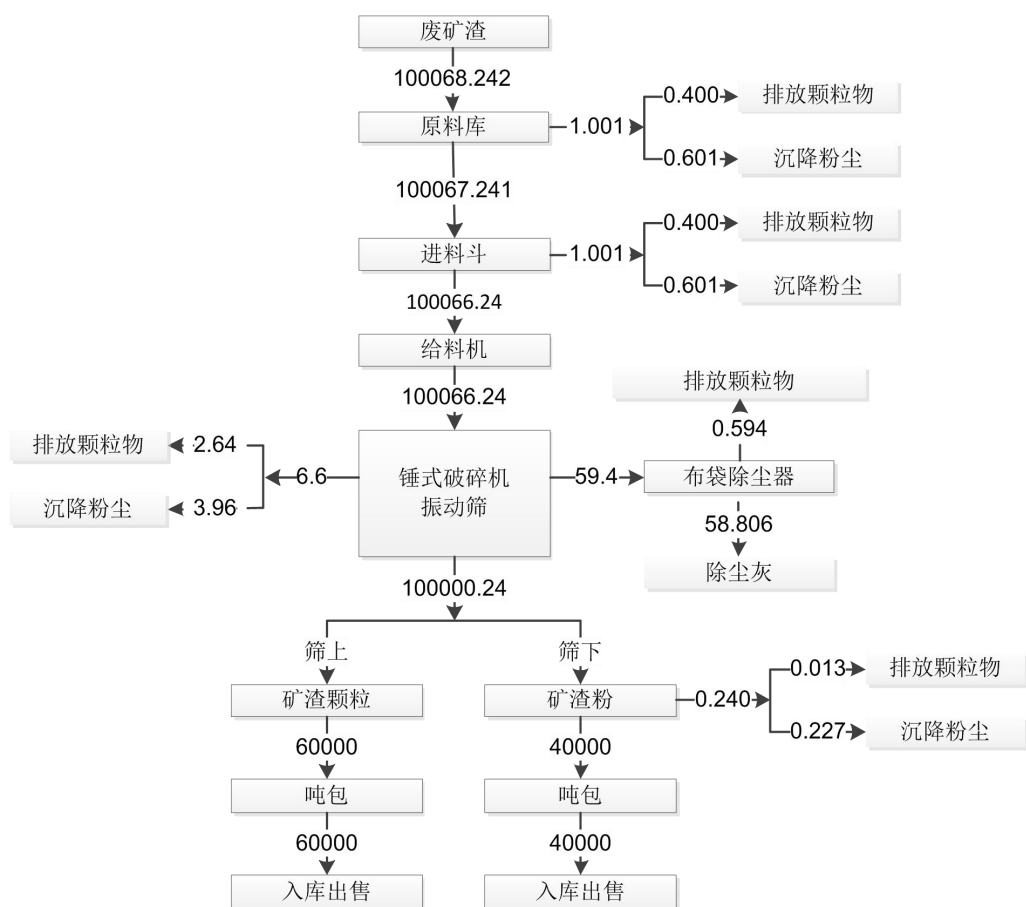 废矿渣
100068.242
0.400
排放颗粒物
原料库
1.001
0.601
沉降粉尘
100067.241
0.400
排放颗粒物
进料斗
1.001
0.601
沉降粉尘
100066.24
给料机
排放颗粒物
100066.24
0.594
排放颗粒物
2.64
锤式破碎机
振动筛
6.6
59.4
布袋除尘器
沉降粉尘
3.96
58.806
除尘灰
100000.24
筛上
筛下
0.013
排放颗粒物
矿渣颗粒
矿渣粉
0.240
0.227
沉降粉尘
60000
40000
吨包
吨包
60000
40000
入库出售
入库出售